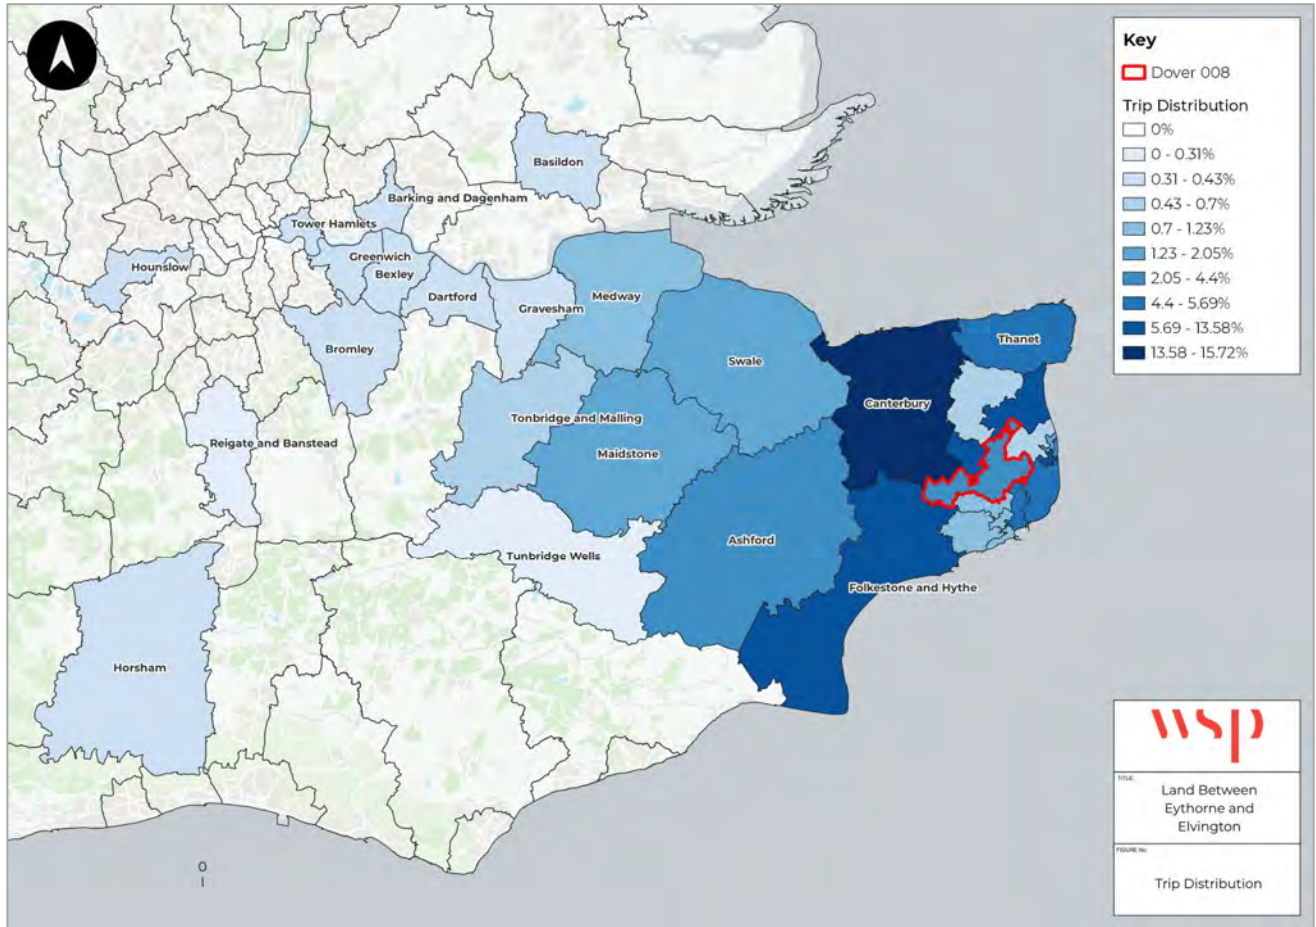 Basildon
Barking and Dagenham
Tower Hamlets
Greenwich
Hounslow
Bexley
Dartford
Gravesham
Medway
Bromley
Swale
Thanet
Canterbury
Tonbridge and Malling
Reigate and Banstead
Maidstone
Ashford
Tunbridge Wells
Folkestone and Hythe
Horsham
0
Key
Dover 008
Trip Distribution
0%
0 - 0.31%
0.31 - 0.43%
0.43 - 0.7%
0.7 - 1.23%
1.23 - 2.05%
2.05 - 4.4%
4.4 - 5.69%
5.69 - 13.58%
13.58 - 15.72%
wsp
TITLE:
Land Between
Eythorne and
Elvington
FIGURE No:
Trip Distribution